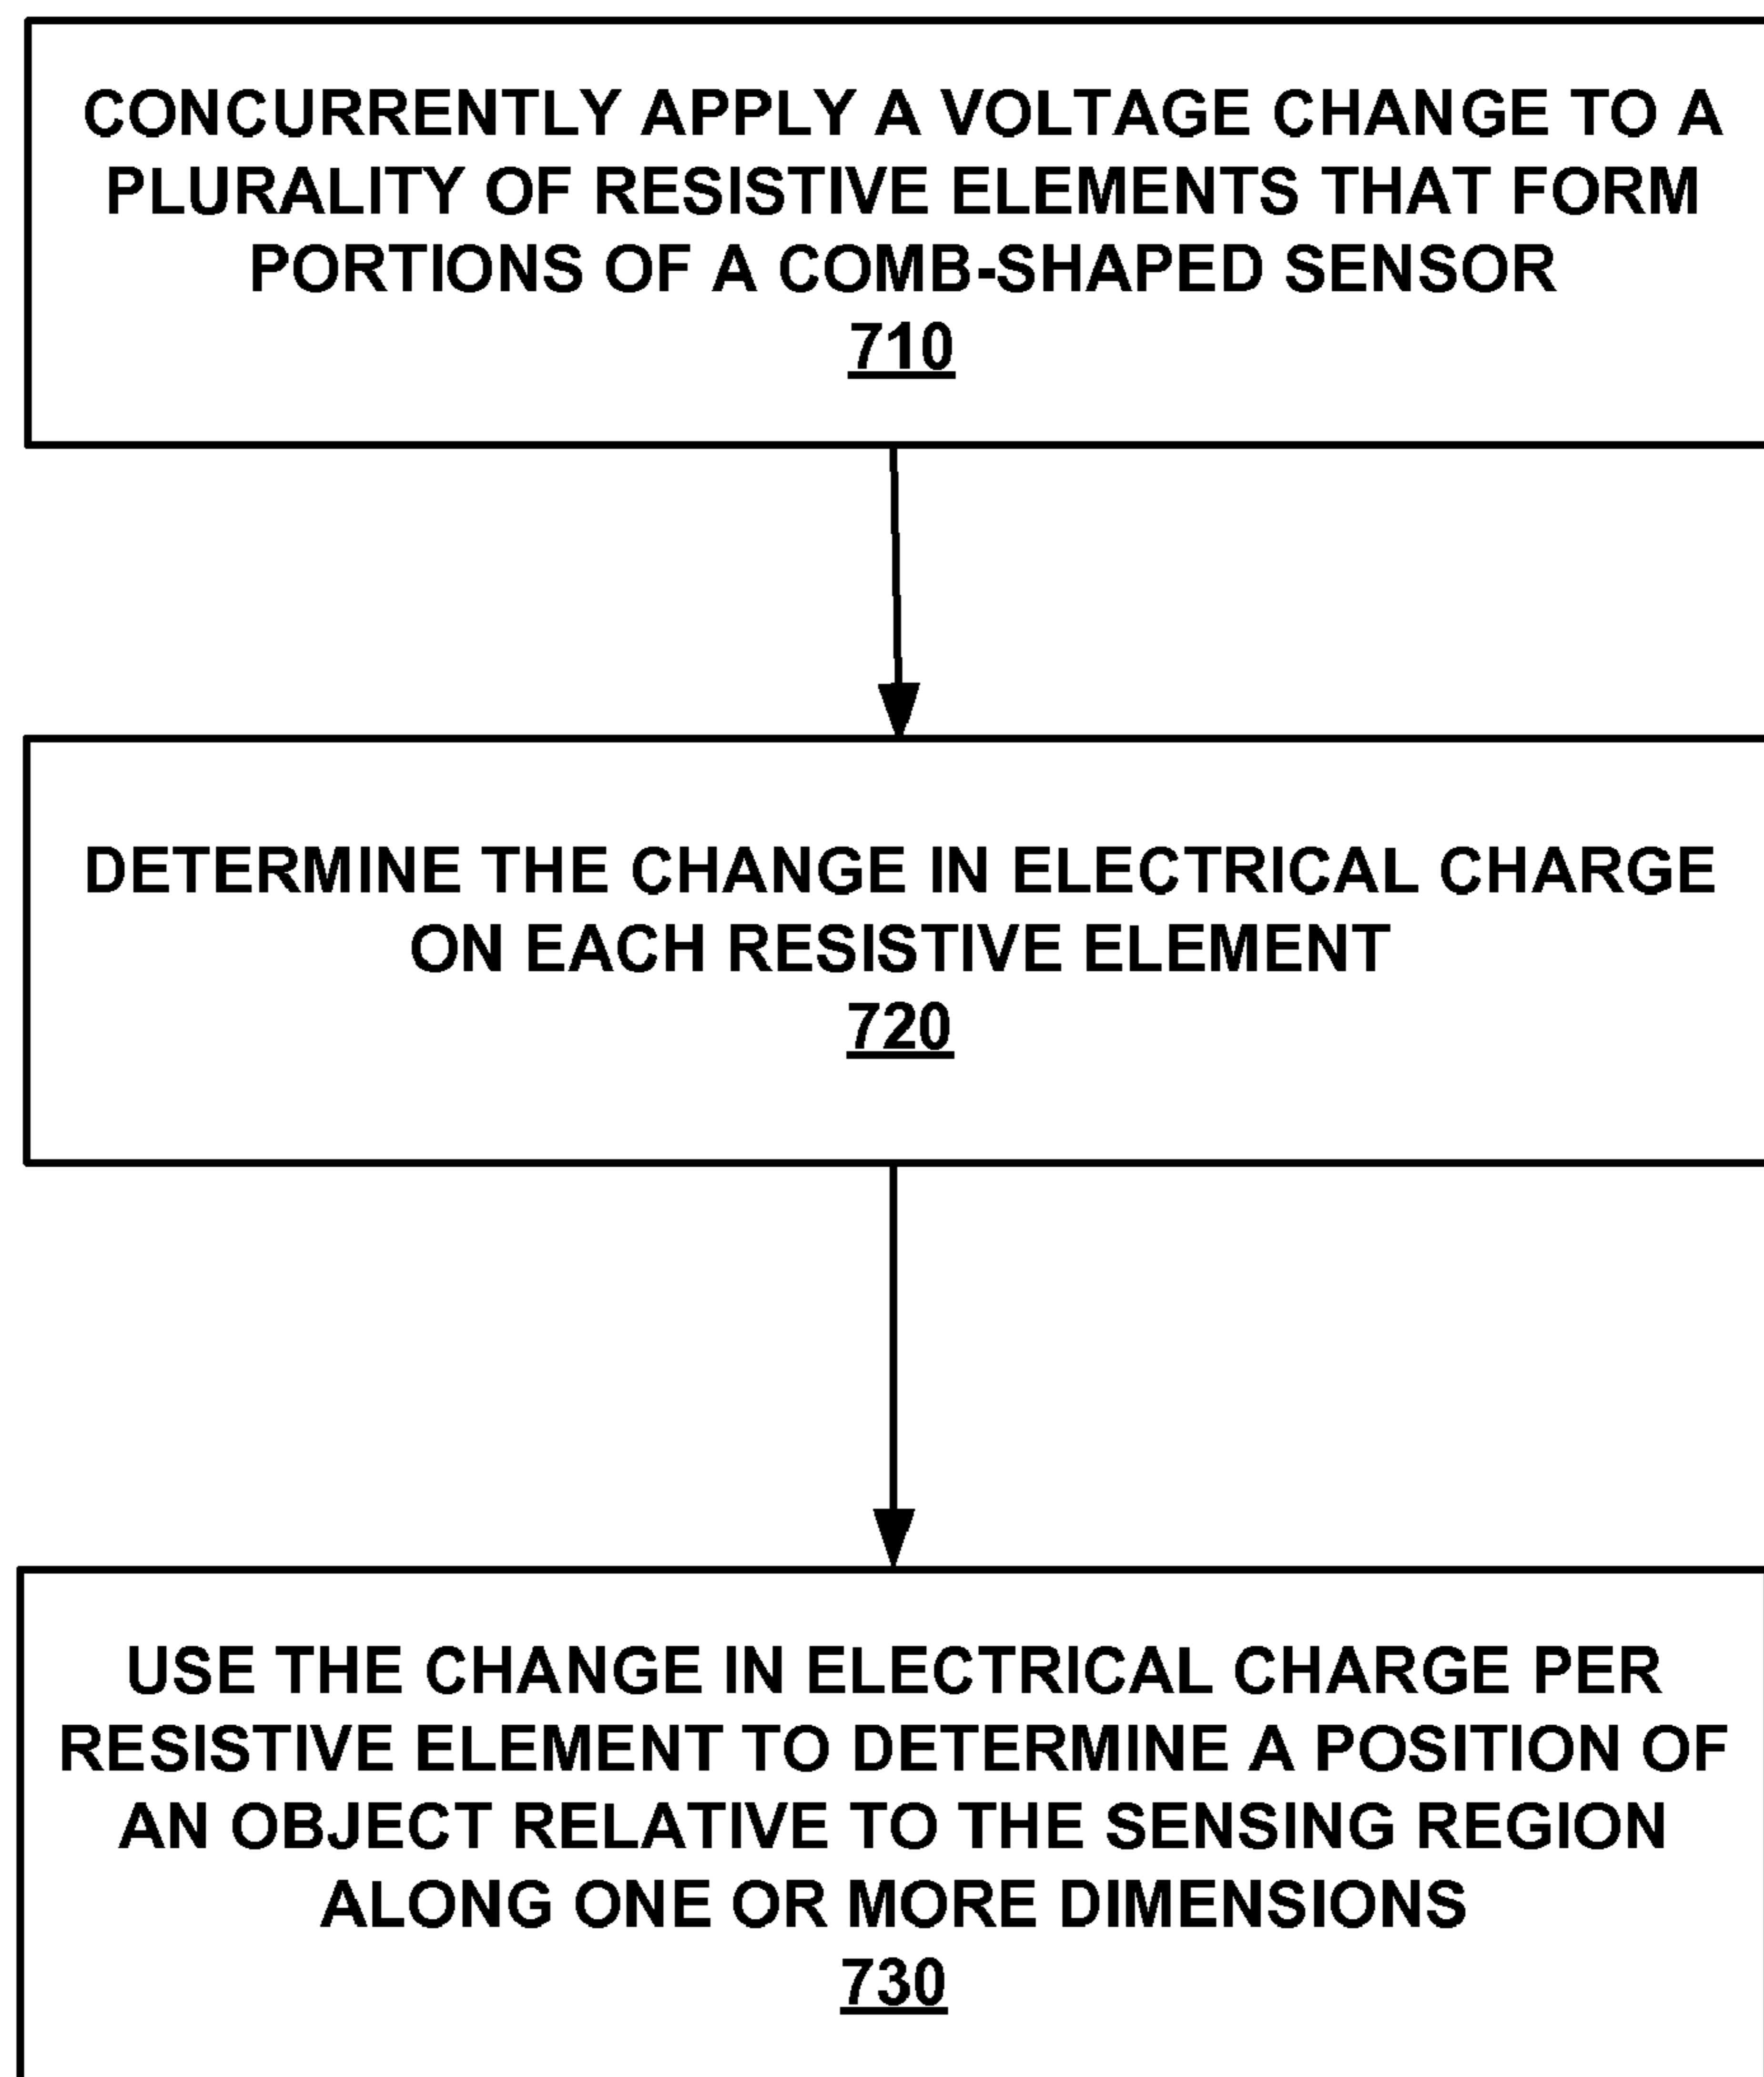 CONCURRENTLY APPLY A VOLTAGE CHANGE TO A
PLURALITY OF RESISTIVE ELEMENTS THAT FORM
PORTIONS OF A COMB-SHAPED SENSOR
710
DETERMINE THE CHANGE IN ELECTRICAL CHARGE
ON EACH RESISTIVE ELEMENT
720
USE THE CHANGE IN ELECTRICAL CHARGE PER
RESISTIVE ELEMENT TO DETERMINE A POSITION OF
AN OBJECT RELATIVE TO THE SENSING REGION
ALONG ONE OR MORE DIMENSIONS
730